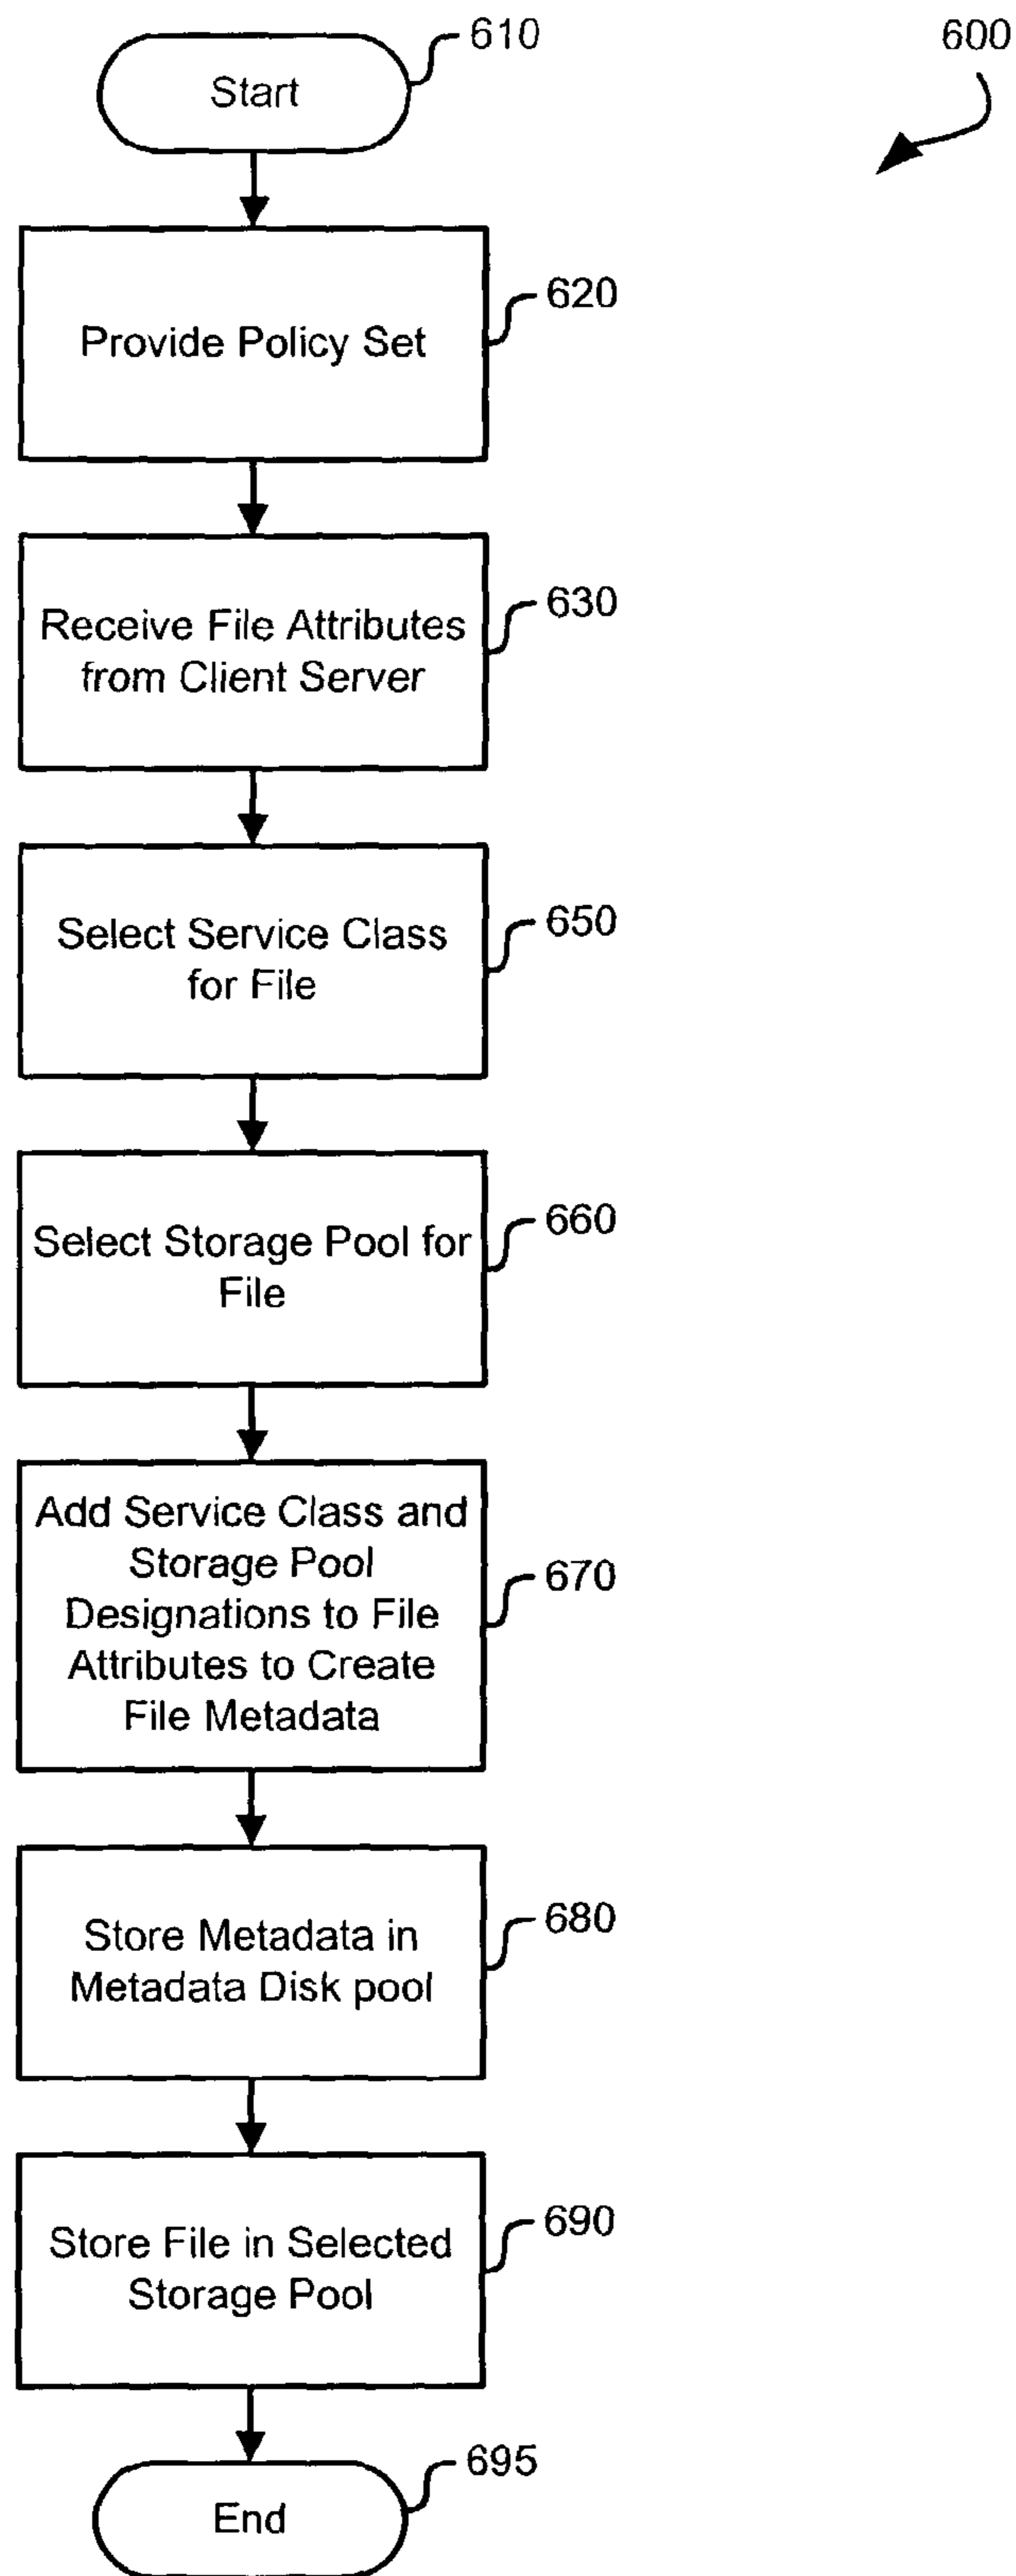 610
600
Start
620
Provide Policy Set
630
Receive File Attributes
from Client Server
650
Select Service Class
for File
660
Select Storage Pool for
File
Add Service Class and
Storage Pool
670
Designations to File
Attributes to Create
File Metadata
680
Store Metadata in
Metadata Disk pool
690
Store File in Selected
Storage Pool
695
End